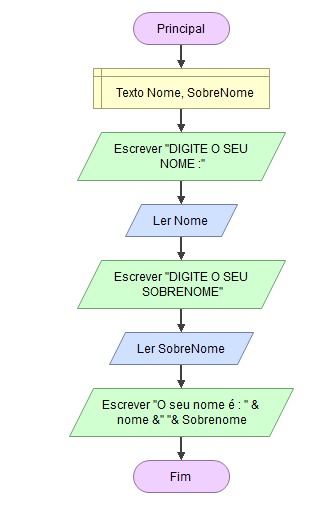 Principal
Texto Nome, SobreNome
Escrever "DIGITE O SEU
NOME :"
Ler Nome
Escrever "DIGITE O SEU
SOBRENOME"
Ler SobreNome
Escrever "O seu nome é : " &
nome &" "& Sobrenome
Fim